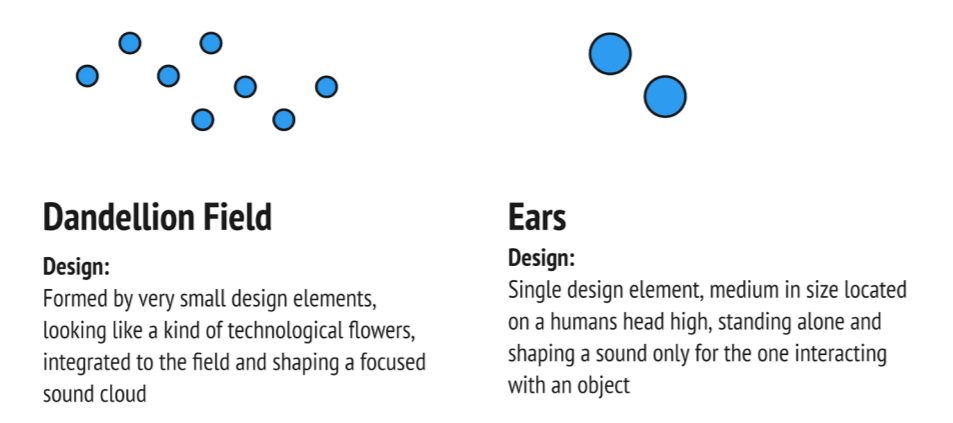 Dandellion Field
Design:
Formed by very small design elements,
looking like a kind of technological flowers,
integrated to the field and shaping a focused
sound cloud
Ears
Design:
Single design element, medium in size located
on a humans head high, standing alone and
shaping a sound only for the one interacting
with an object